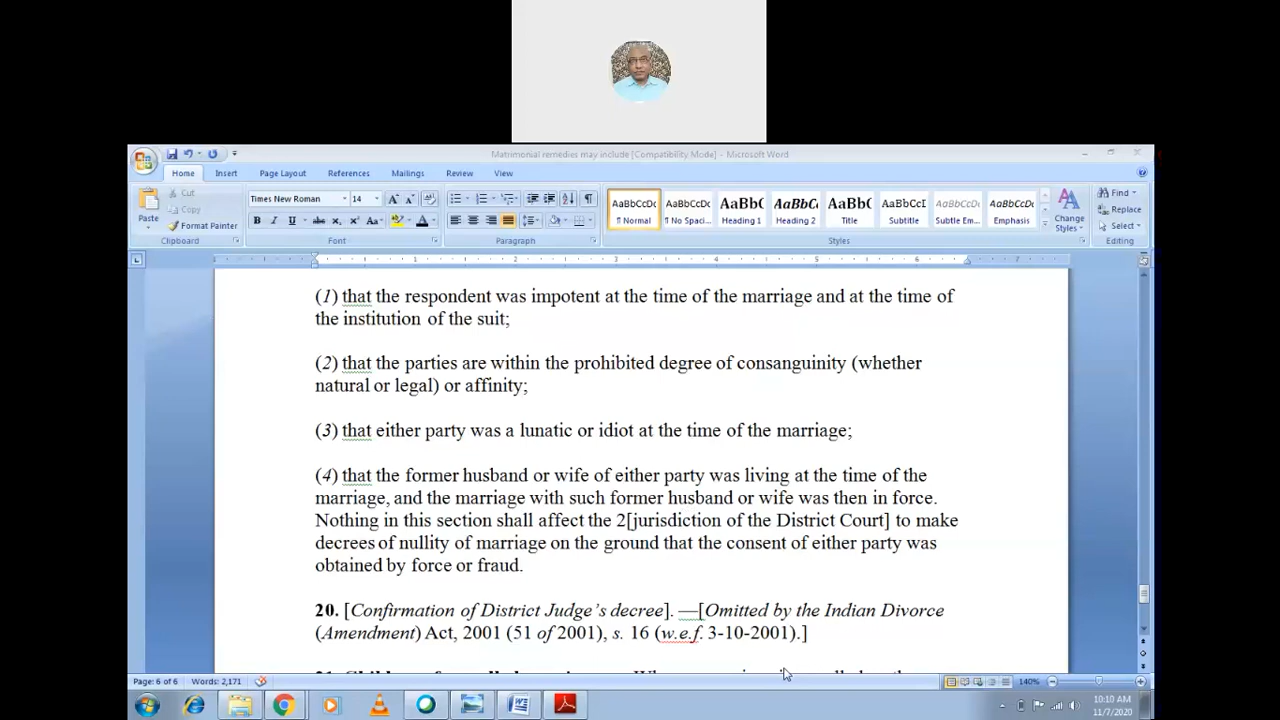 Matrimonial remedies may include [Compatibility Mode] - Microsoft Word
Home Insert Page Layout References Mailings Review View
Cut
Copy
Format Painter
Paste
Clipboard
Times New Roman 14
Font
Paragraph
AaBbCcDc AaBbCcDc AaBbC AaBbCc AaBbC AaBbCcD AaBbCcDc AaBbCcDc
¶ Normal ¶ No Spaci... Heading 1 Heading 2 Title Subtitle Subtle Em... Emphasis
Change Styles
Styles
Find
Replace
Select
Editing
1 2 3 4 5 6 7
(1) that the respondent was impotent at the time of the marriage and at the time of
the institution of the suit;
(2) that the parties are within the prohibited degree of consanguinity (whether
natural or legal) or affinity;
(3) that either party was a lunatic or idiot at the time of the marriage;
(4) that the former husband or wife of either party was living at the time of the
marriage, and the marriage with such former husband or wife was then in force.
Nothing in this section shall affect the 2[jurisdiction of the District Court] to make
decrees of nullity of marriage on the ground that the consent of either party was
obtained by force or fraud.
20. [Confirmation of District Judge’s decree]. —[Omitted by the Indian Divorce
(Amendment) Act, 2001 (51 of 2001), s. 16 (w.e.f. 3-10-2001).]
Page: 6 of 6 Words: 2,171 140%
10:10 AM
11/7/2020